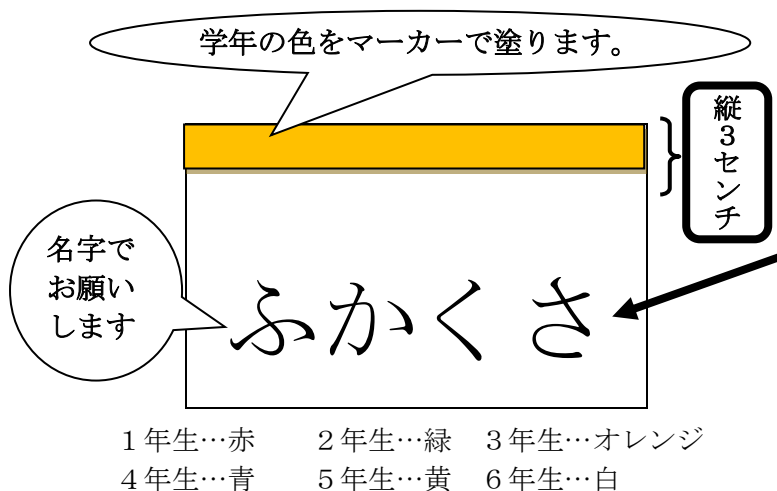 学年の色をマーカーで塗ります。
縦3センチ
名字で
お願い
します
ふかくさ
1年生…赤　2年生…緑　3年生…オレンジ
4年生…青　5年生…黄　6年生…白